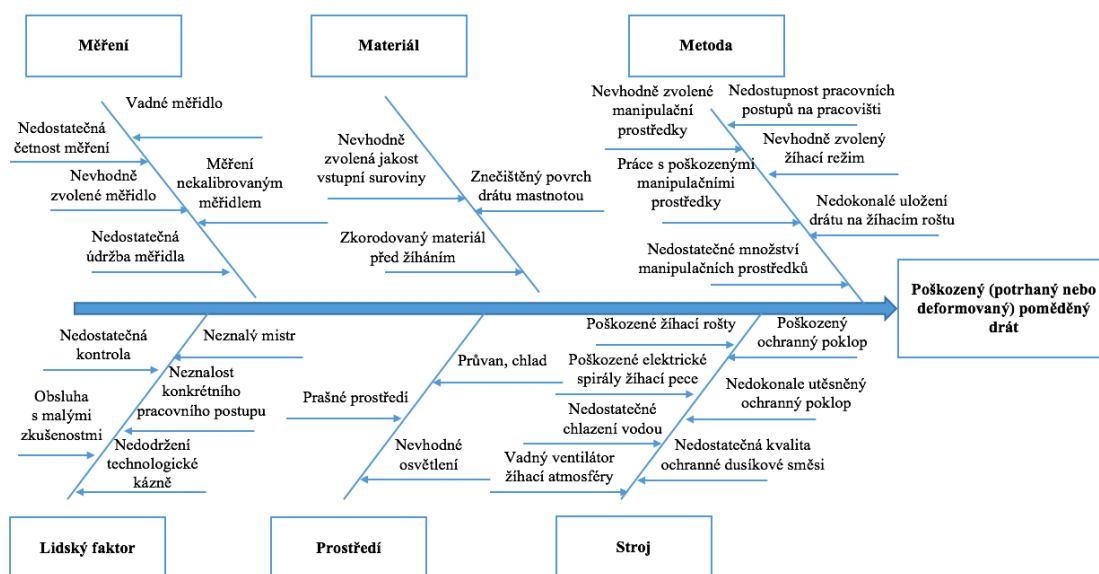 Měření
Materiál
Metoda
Vadné měřidlo
Nedostatečná
četnost měření
Nevhodně
zvolené měřidlo
Měření
nekalibrovaným
měřidlem
Nedostatečná
údržba měřidla
Nevhodně
zvolená jakost
vstupní suroviny
Znečištěný povrch
drátu mastnotou
Zkorodovaný materiál
před žíháním
Nevhodně zvolené
manipulační
prostředky
Nedostupnost pracovních
postupů na pracovišti
Nevhodně zvolený
žíhací režim
Práce s poškozenými
manipulačními
prostředky
Nedokonalé uložení
drátu na žíhacím roštu
Nedostatečné množství
manipulačních prostředků
Poškozený (potrhaný nebo
deformovaný) poměděný
drát
Nedostatečná
kontrola
Neznalý mistr
Neznalost
konkrétního
pracovního postupu
Obsluha
s malými
zkušenostmi
Nedodržení
technologické
kázně
Průvan, chlad
Prašné prostředí
Nevhodné
osvětlení
Poškozené žíhací rošty
Poškozený
ochranný poklop
Poškozené elektrické
spirály žíhací pece
Nedokonale utěsněný
ochranný poklop
Nedostatečné
chlazení vodou
Vadný ventilátor
žíhací atmosféry
Nedostatečná kvalita
ochranné dusíkové směsi
Lidský faktor
Prostředí
Stroj